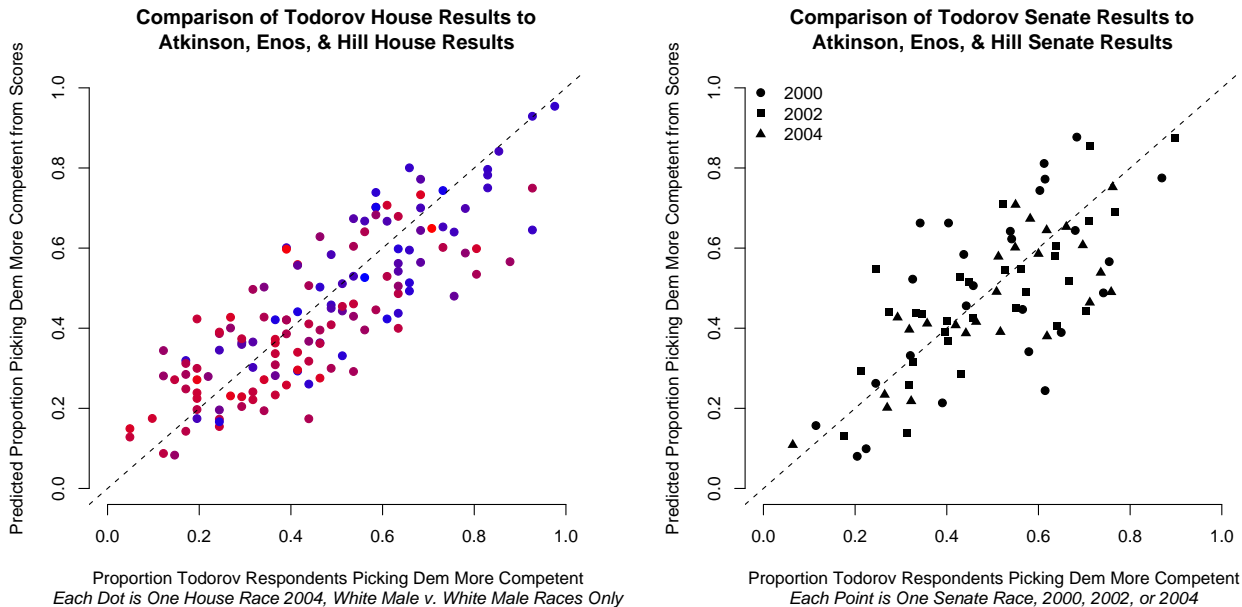 Comparison of Todorov House Results to
Atkinson, Enos, & Hill House Results
Predicted Proportion Picking Dem More Competent from Scores
1.0
0.8
0.6
0.4
0.2
0.0
0.0 0.2 0.4 0.6 0.8 1.0
Proportion Todorov Respondents Picking Dem More Competent
Each Dot is One House Race 2004, White Male v. White Male Races Only
Comparison of Todorov Senate Results to
Atkinson, Enos, & Hill Senate Results
Predicted Proportion Picking Dem More Competent from Scores
1.0
0.8
0.6
0.4
0.2
0.0
2000
2002
2004
0.0 0.2 0.4 0.6 0.8 1.0
Proportion Todorov Respondents Picking Dem More Competent
Each Point is One Senate Race, 2000, 2002, or 2004